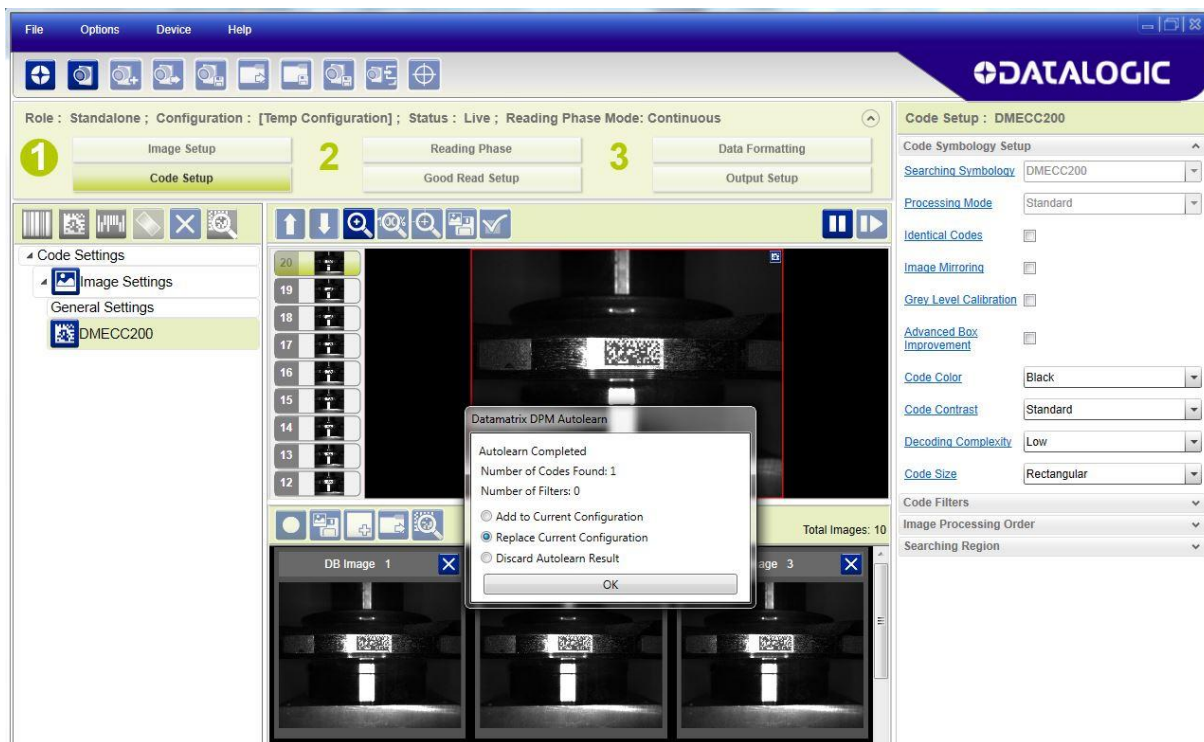 File Options Device Help
DATALOGIC
Role : Standalone ; Configuration : [Temp Configuration] ; Status : Live ; Reading Phase Mode: Continuous
1 Image Setup 2 Reading Phase 3 Data Formatting
Code Setup Good Read Setup Output Setup
Code Settings
Image Settings
General Settings
DMECC200
100%
20
19
18
17
16
15
14
13
12
Datamatrix DPM Autolearn
Autolearn Completed
Number of Codes Found: 1
Number of Filters: 0
Add to Current Configuration
Replace Current Configuration
Discard Autolearn Result
OK
Total Images: 10
DB Image 1
age 3
Code Setup : DMECC200
Code Symbology Setup
Searching Symbology DMECC200
Processing Mode Standard
Identical Codes
Image Mirroring
Grey Level Calibration
Advanced Box
Improvement
Code Color Black
Code Contrast Standard
Decoding Complexity Low
Code Size Rectangular
Code Filters
Image Processing Order
Searching Region